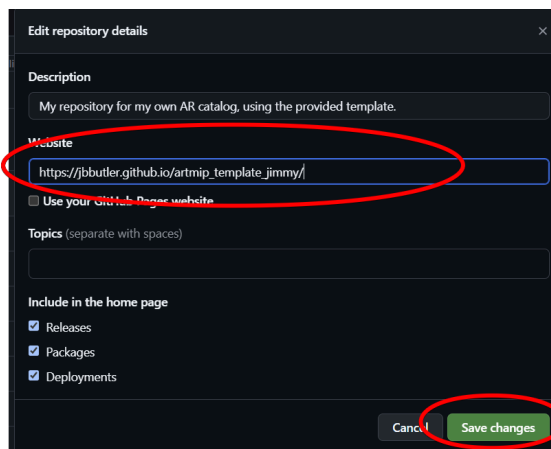 Edit repository details
Description
My repository for my own AR catalog, using the provided template.
Website
https://jbbutler.github.io/artmip_template_jimmy/
Use your GitHub Pages website
Topics (separate with spaces)
Include in the home page
Releases
Packages
Deployments
Cancel
Save changes